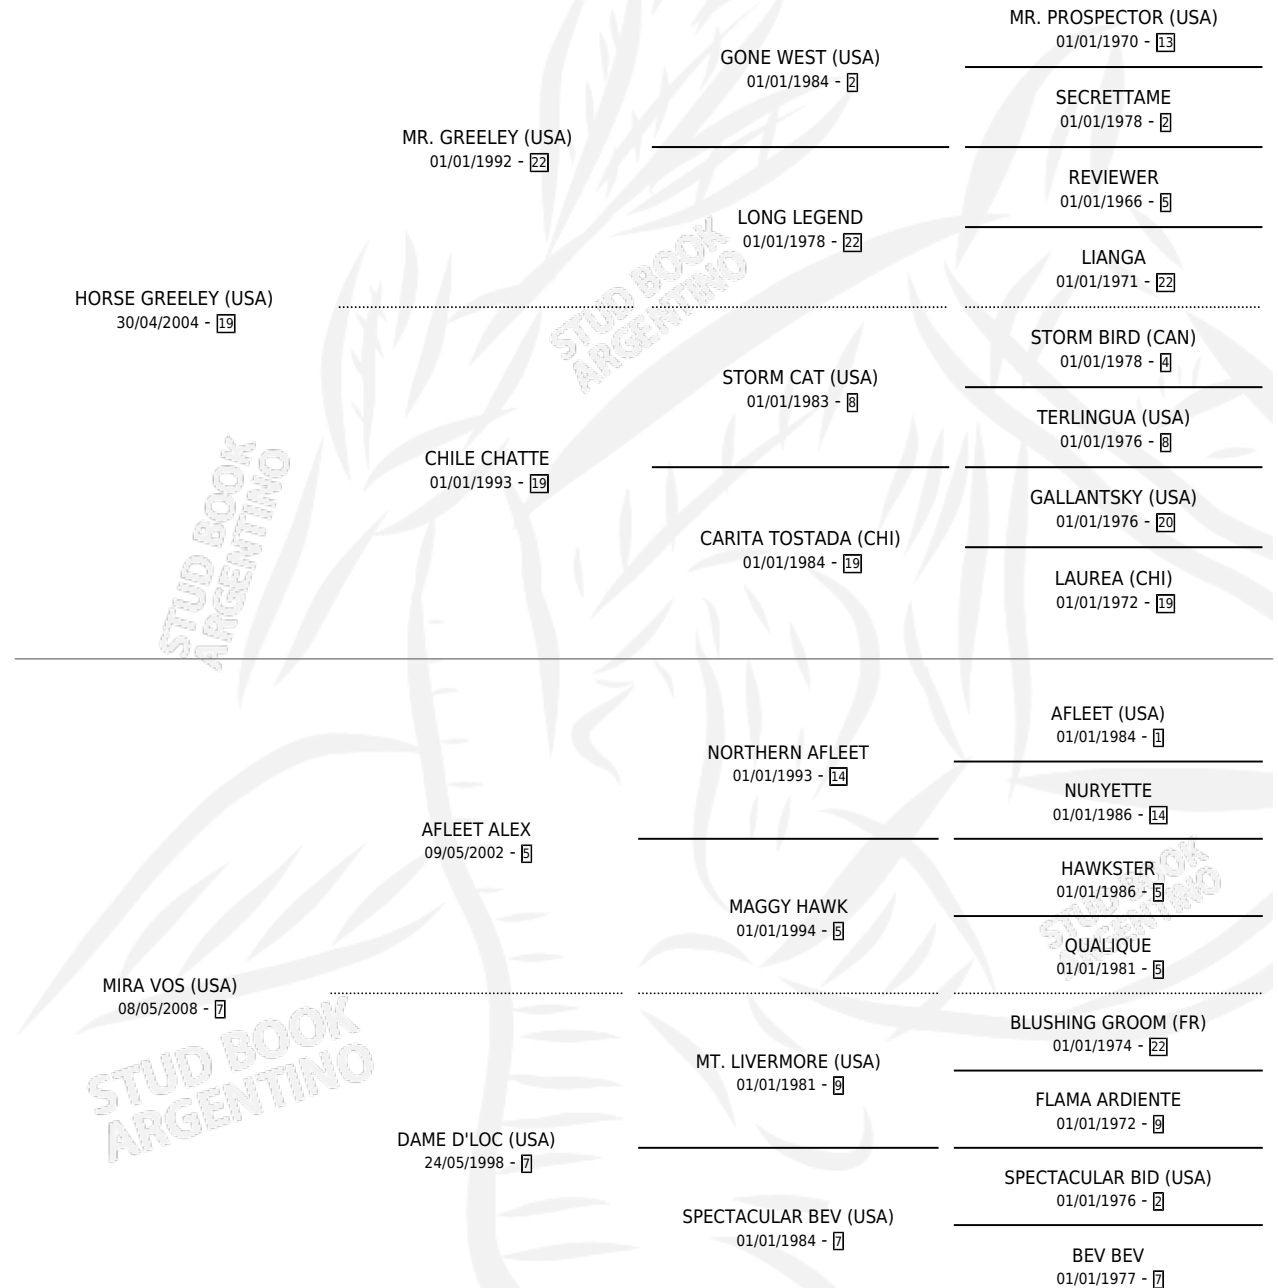 MR. PROSPECTOR (USA)
01/01/1970 - 13
GONE WEST (USA)
01/01/1984 - 2
SECRETTAME
01/01/1978 - 2
MR. GREELEY (USA)
01/01/1992 - 22
REVIEWER
01/01/1966 - 5
LONG LEGEND
01/01/1978 - 22
LIANGA
01/01/1971 - 22
HORSE GREELEY (USA)
30/04/2004 - 19
STUD BOOK
ARGENTINO
STORM BIRD (CAN)
01/01/1978 - 4
STORM CAT (USA)
01/01/1983 - 8
TERLINGUA (USA)
01/01/1976 - 8
CHILE CHATTE
01/01/1993 - 19
GALLANTSKY (USA)
01/01/1976 - 20
CARITA TOSTADA (CHI)
01/01/1984 - 19
LAUREA (CHI)
01/01/1972 - 19
STUD BOOK
ARGENTINO
AFLEET (USA)
01/01/1984 - 1
NORTHERN AFLEET
01/01/1993 - 14
NURYETTE
01/01/1986 - 14
AFLEET ALEX
09/05/2002 - 5
HAWKSTER
01/01/1986 - 5
MAGGY HAWK
01/01/1994 - 5
STUD BOOK
ARGENTINO
QUALIQUE
01/01/1981 - 5
MIRA VOS (USA)
08/05/2008 - 7
BLUSHING GROOM (FR)
01/01/1974 - 22
MT. LIVERMORE (USA)
01/01/1981 - 9
STUD BOOK
ARGENTINO
FLAMA ARDIENTE
01/01/1972 - 9
DAME D'LOC (USA)
24/05/1998 - 7
SPECTACULAR BID (USA)
01/01/1976 - 2
SPECTACULAR BEV (USA)
01/01/1984 - 7
BEV BEV
01/01/1977 - 7